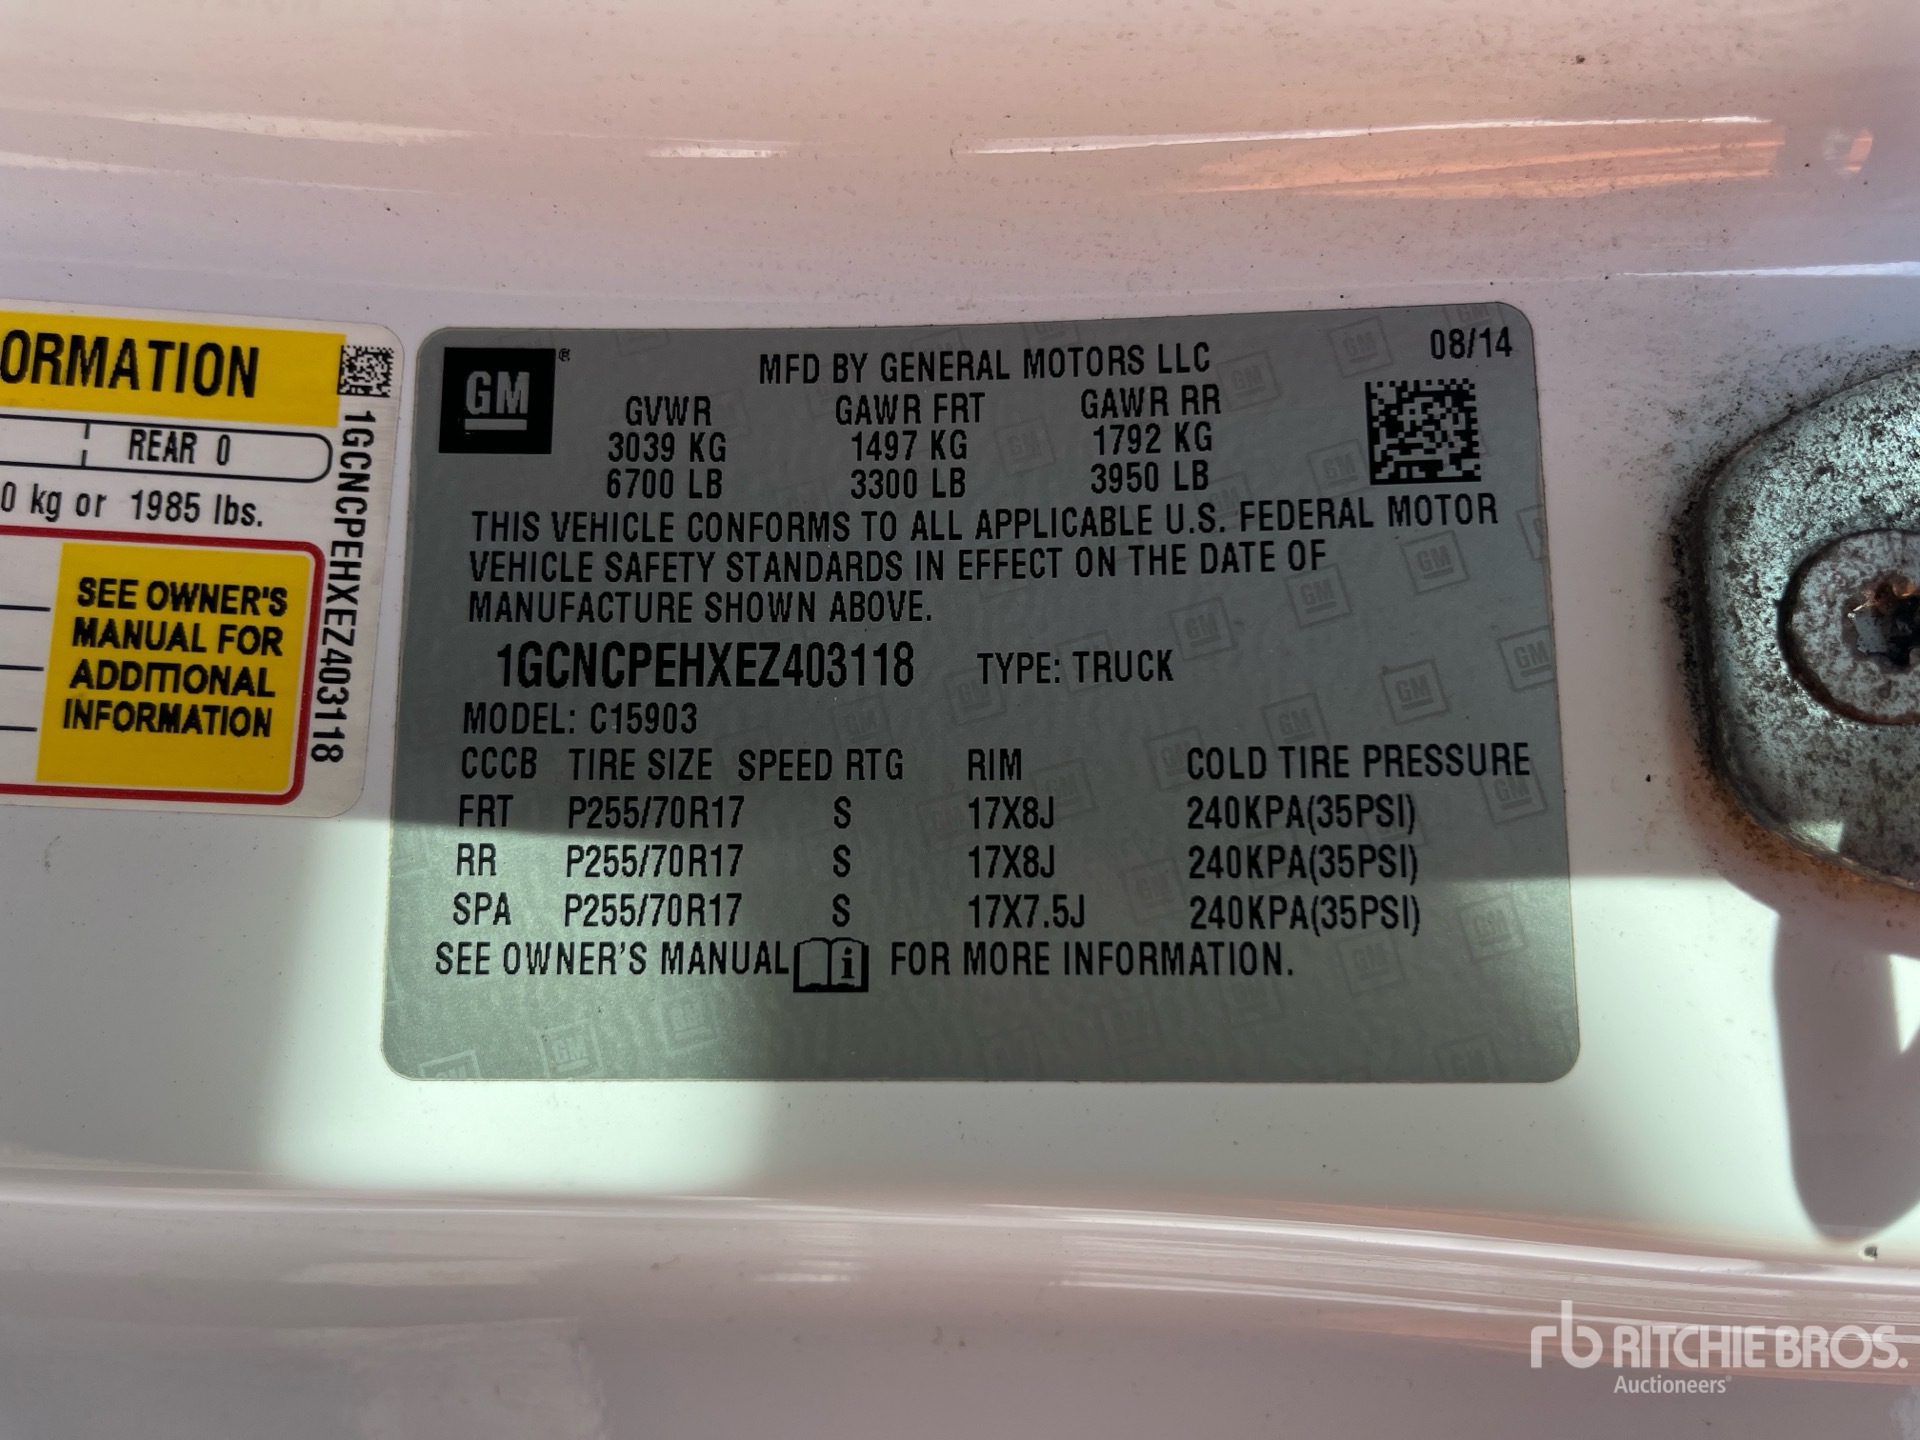 ORMATION
REAR 0
0 kg or 1985 lbs.
SEE OWNER'S
MANUAL FOR
ADDITIONAL
INFORMATION
1GCNCPEHXEZ403118
GM
MFD BY GENERAL MOTORS LLC
08/14
GVWR GAWR FRT GAWR RR
3039 KG 1497 KG 1792 KG
6700 LB 3300 LB 3950 LB
THIS VEHICLE CONFORMS TO ALL APPLICABLE U.S. FEDERAL MOTOR
VEHICLE SAFETY STANDARDS IN EFFECT ON THE DATE OF
MANUFACTURE SHOWN ABOVE.
1GCNCPEHXEZ403118 TYPE: TRUCK
MODEL: C15903
CCCB TIRE SIZE SPEED RTG RIM COLD TIRE PRESSURE
FRT P255/70R17 S 17X8J 240KPA(35PSI)
RR P255/70R17 S 17X8J 240KPA(35PSI)
SPA P255/70R17 S 17X7.5J 240KPA(35PSI)
SEE OWNER'S MANUAL i FOR MORE INFORMATION.
rb RITCHIE BROS.
Auctioneers